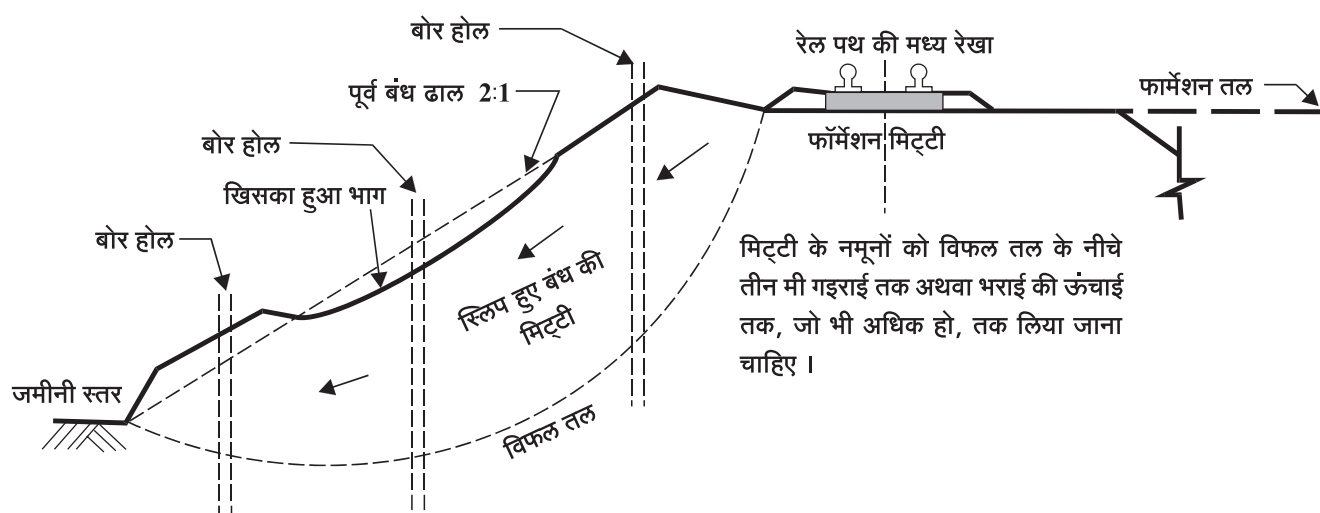 बोर होल
रेल पथ की मध्य रेखा
पूर्व बंध ढाल 2:1
फार्मेशन तल
बोर होल
फॉर्मेशन मिट्टी
खिसका हुआ भाग
बोर होल
स्लिप हुए बंध की
मिट्टी
मिट्टी के नमूनों को विफल तल के नीचे
तीन मी गइराई तक अथवा भराई की ऊंचाई
तक, जो भी अधिक हो, तक लिया जाना
चाहिए ।
जमीनी स्तर
विफल तल